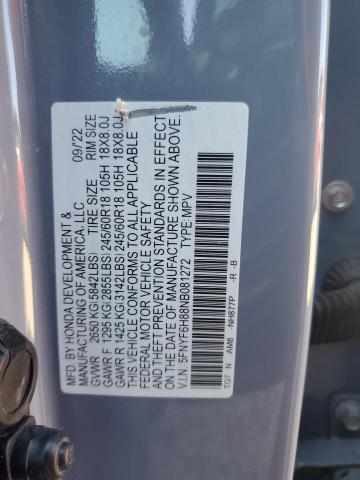 MFD. BY HONDA DEVELOPMENT & 09/'22
MANUFACTURING OF AMERICA, LLC
GVWR 2650 KG(5842LBS) TIRE SIZE RIM SIZE
GAWR F 1295 KG(2855LBS)245/60R18 105H 18X8.0J
GAWR R 1425 KG(3142LBS)245/60R18 105H 18X8.0J
THIS VEHICLE CONFORMS TO ALL APPLICABLE
FEDERAL MOTOR VEHICLE SAFETY, BUMPER,
AND THEFT PREVENTION STANDARDS IN EFFECT
ON THE DATE OF MANUFACTURE SHOWN ABOVE.
V.I.N. 5FNYF6H88NB081272 TYPE:MPV
TG7 N AM8 -NH877P -R -B